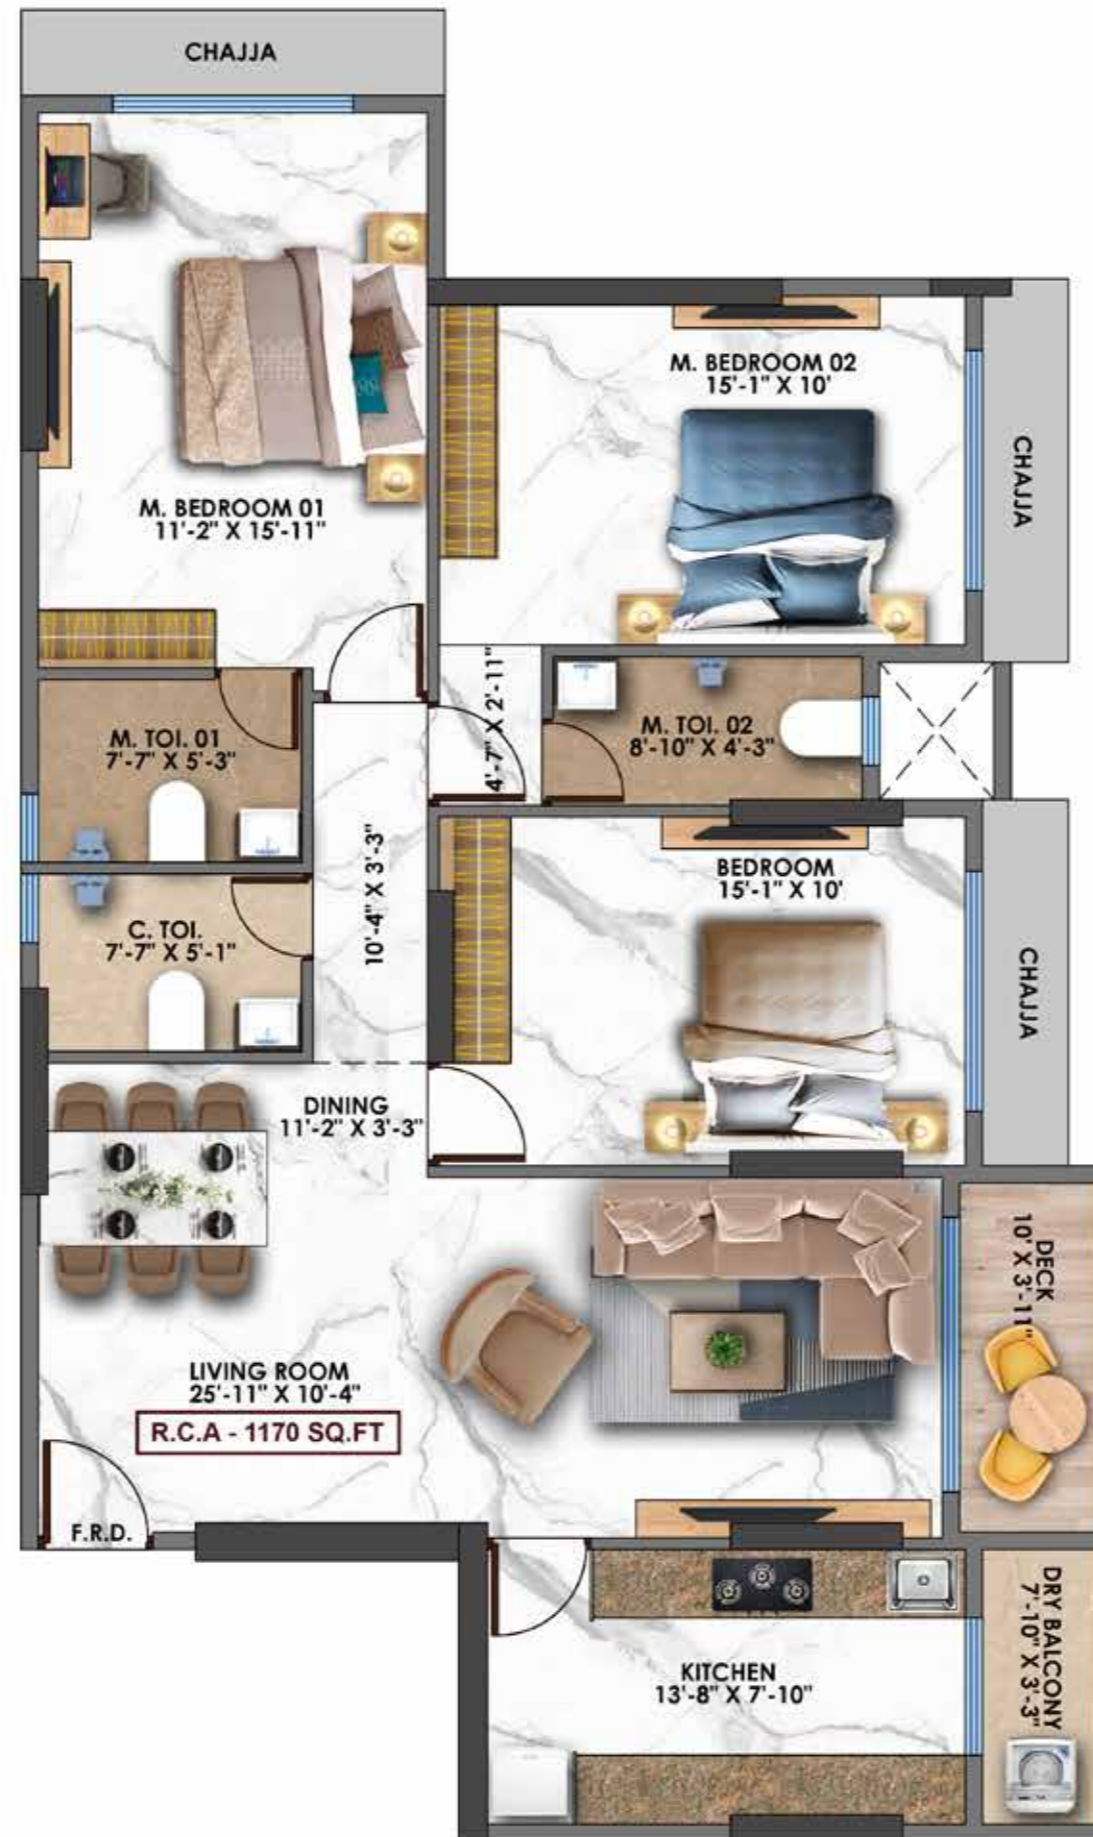 CHAJJA
M. BEDROOM 01
11'-2" X 15'-11"
M. BEDROOM 02
15'-1" X 10'
CHAJJA
M. TOI. 01
7'-7" X 5'-3"
4'-7" X 2'-11"
M. TOI. 02
8'-10" X 4'-3"
C. TOI.
7'-7" X 5'-1"
10'-4" X 3'-3"
BEDROOM
15'-1" X 10'
CHAJJA
DINING
11'-2" X 3'-3"
LIVING ROOM
25'-11" X 10'-4"
R.C.A - 1170 SQ.FT
DECK
10' X 3'-11"
F.R.D.
KITCHEN
13'-8" X 7'-10"
DRY BALCONY
7'-10" X 3'-3"